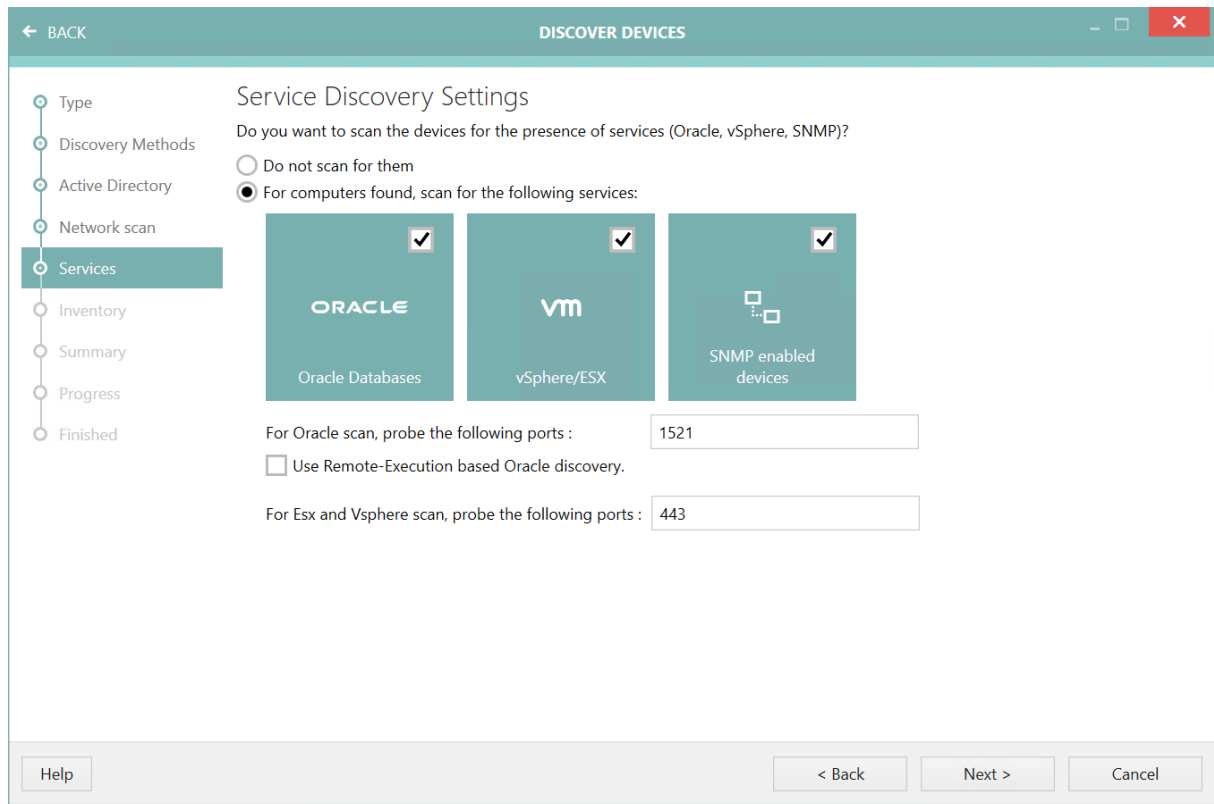 BACK
DISCOVER DEVICES
Type
Discovery Methods
Active Directory
Network scan
Services
Inventory
Summary
Progress
Finished
Service Discovery Settings
Do you want to scan the devices for the presence of services (Oracle, vSphere, SNMP)?
Do not scan for them
For computers found, scan for the following services:
ORACLE
Oracle Databases
vm
vSphere/ESX
SNMP enabled
devices
For Oracle scan, probe the following ports : 1521
Use Remote-Execution based Oracle discovery.
For Esx and Vsphere scan, probe the following ports : 443
Help
< Back
Next >
Cancel